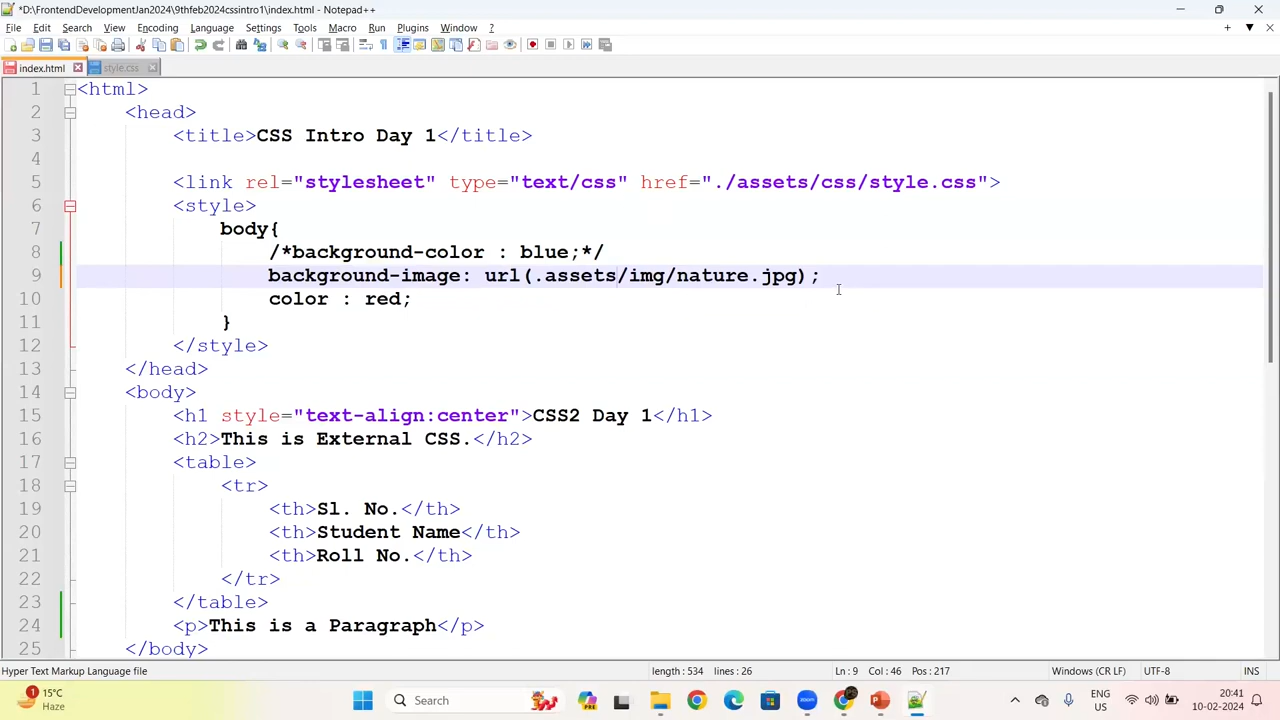 *D:\FrontendDevelopmentJan2024\9thfeb2024cssintro1\index.html - Notepad++
File Edit Search View Encoding Language Settings Tools Macro Run Plugins Window ?
index.html style.css
1 <html>
2 <head>
3 <title>CSS Intro Day 1</title>
4
5 <link rel="stylesheet" type="text/css" href="./assets/css/style.css">
6 <style>
7 body{
8 /*background-color : blue;*/
9 background-image: url(.assets/img/nature.jpg);
10 color : red;
11 }
12 </style>
13 </head>
14 <body>
15 <h1 style="text-align:center">CSS2 Day 1</h1>
16 <h2>This is External CSS.</h2>
17 <table>
18 <tr>
19 <th>Sl. No.</th>
20 <th>Student Name</th>
21 <th>Roll No.</th>
22 </tr>
23 </table>
24 <p>This is a Paragraph</p>
25 </body>
Hyper Text Markup Language file length : 534 lines : 26 Ln : 9 Col : 46 Pos : 217 Windows (CR LF) UTF-8 INS
1 15°C Haze Search PRE ENG US 20:41 10-02-2024